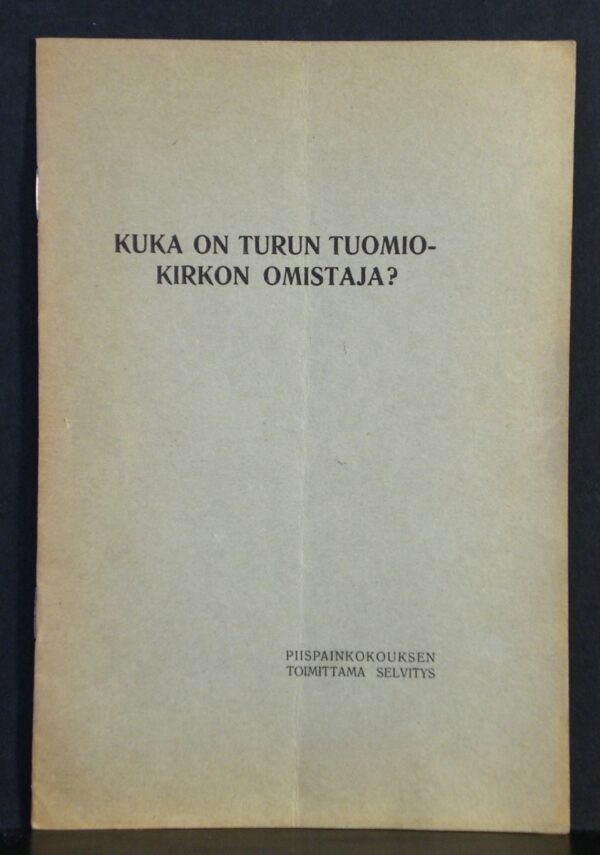 KUKA ON TURUN TUOMIO-
KIRKON OMISTAJA?
PIISPAINKOKOUKSEN
TOIMITTAMA SELVITYS